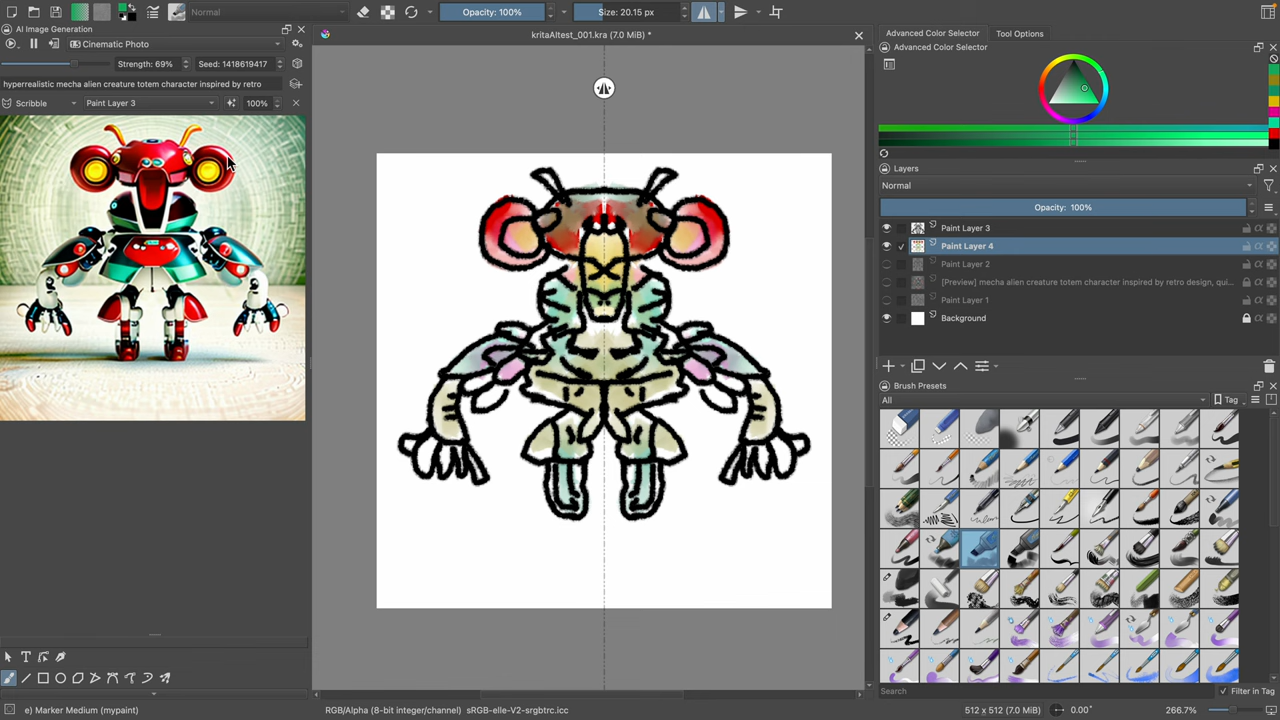 Normal
Opacity: 100%
Size: 20.15 px
AI Image Generation
Cinematic Photo
Strength: 69%
Seed: 1418619417
hyperrealistic mecha alien creature totem character inspired by retro
Scribble
Paint Layer 3
100%
kritaAItest_001.kra (7.0 MiB) *
Advanced Color Selector
Tool Options
Advanced Color Selector
Layers
Normal
Opacity: 100%
Paint Layer 3
Paint Layer 4
Paint Layer 2
[Preview] mecha alien creature totem character inspired by retro design, qui...
Paint Layer 1
Background
Brush Presets
All
Tag
Search
Filter in Tag
e) Marker Medium (mypaint)
RGB/Alpha (8-bit integer/channel) sRGB-elle-V2-srgbtrc.icc
512 x 512 (7.0 MiB)
0.00°
266.7%